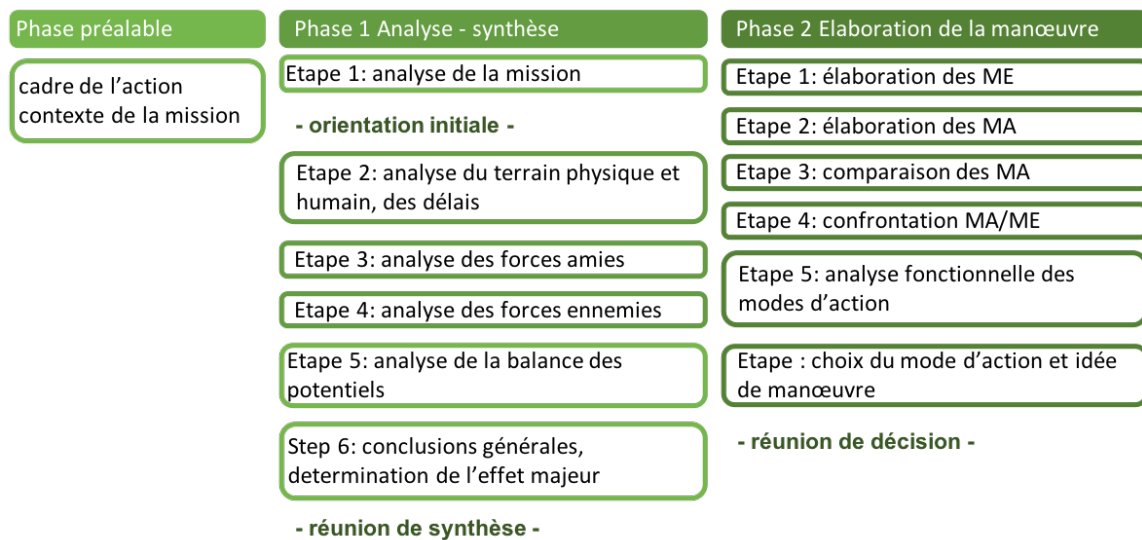 Phase préalable
cadre de l’action
contexte de la mission
Phase 1 Analyse - synthèse
Etape 1: analyse de la mission
- orientation initiale -
Etape 2: analyse du terrain physique et
humain, des délais
Etape 3: analyse des forces amies
Etape 4: analyse des forces ennemies
Etape 5: analyse de la balance des
potentiels
Step 6: conclusions générales,
determination de l’effet majeur
- réunion de synthèse -
Phase 2 Elaboration de la manœuvre
Etape 1: élaboration des ME
Etape 2: élaboration des MA
Etape 3: comparaison des MA
Etape 4: confrontation MA/ME
Etape 5: analyse fonctionnelle des
modes d’action
Etape : choix du mode d’action et idée
de manœuvre
- réunion de décision -